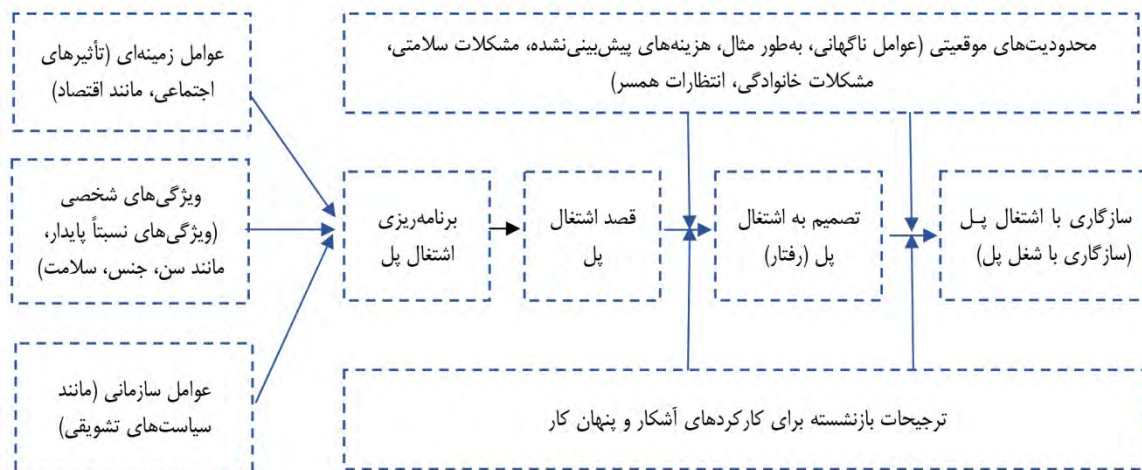 عوامل زمینه‌ای (تأثیرهای
اجتماعی، مانند اقتصاد)
محدودیت‌های موقعیتی (عوامل ناگهانی، به‌طور مثال، هزینه‌های پیش‌بینی‌نشده، مشکلات سلامتی،
مشکلات خانوادگی، انتظارات همسر)
ویژگی‌های شخصی
(ویژگی‌های نسبتاً پایدار،
مانند سن، جنس، سلامت)
برنامه‌ریزی
اشتغال پل
قصد اشتغال
پل
تصمیم به اشتغال
پل (رفتار)
سازگاری با اشتغال پل
(سازگاری با شغل پل)
عوامل سازمانی (مانند
سیاست‌های تشویقی)
ترجیحات بازنشسته برای کارکردهای آشکار و پنهان کار